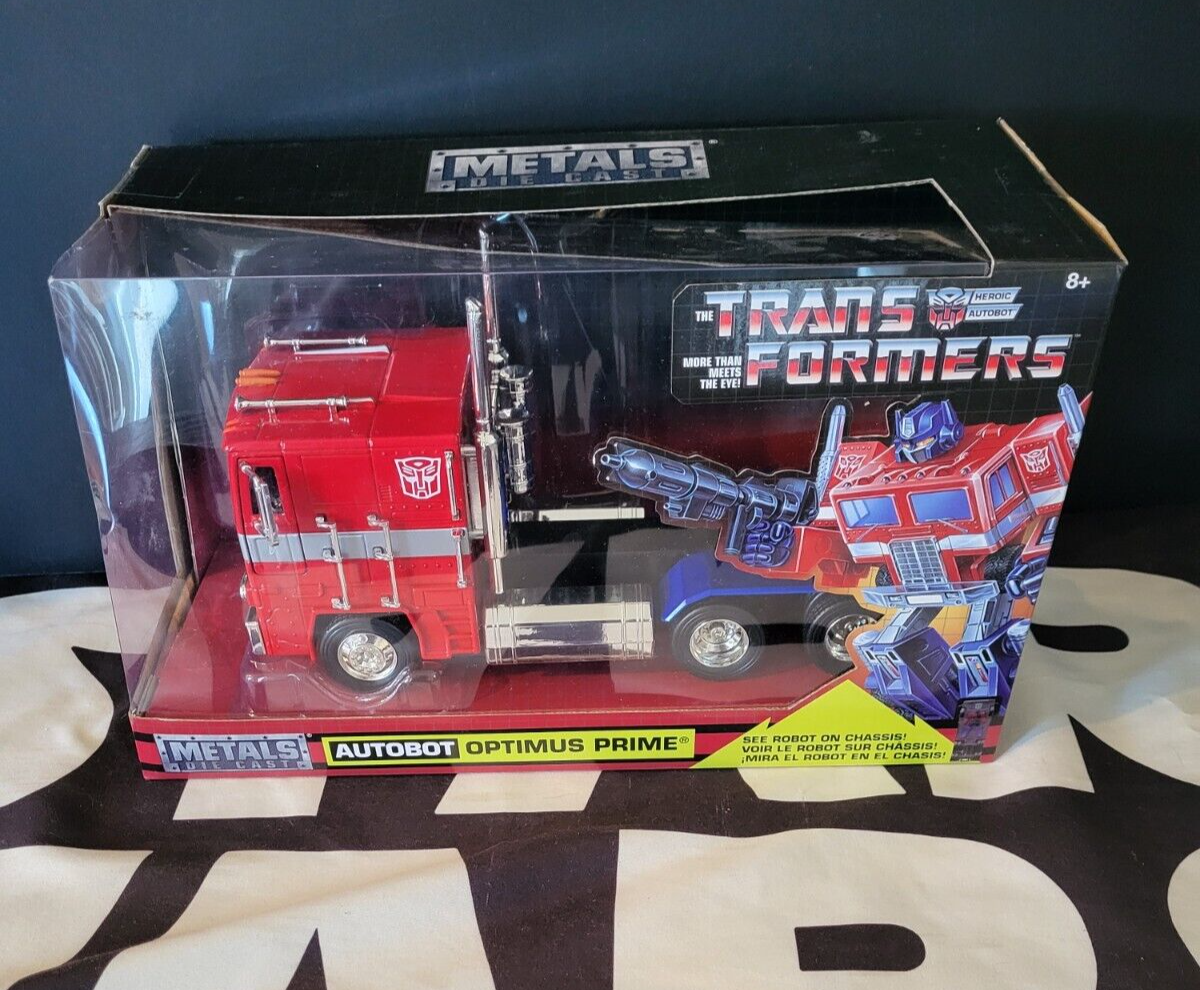 METALS
DIE CAST
8+
THE TRANS
FORMERS
HEROIC
AUTOBOT
MORE THAN
MEETS
THE EYE!
METALS
DIE CAST
AUTOBOT OPTIMUS PRIME®
SEE ROBOT ON CHASSIS!
VOIR LE ROBOT SUR CHÂSSIS!
¡MIRA EL ROBOT EN EL CHASIS!